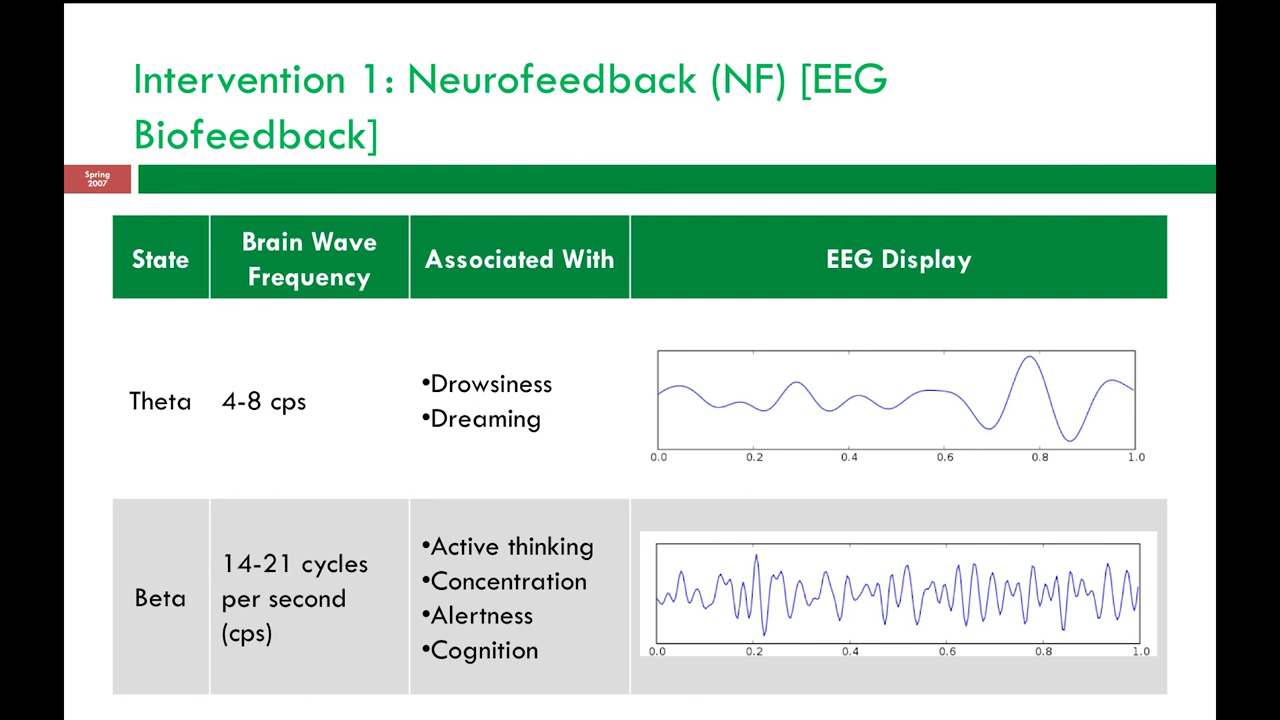 Intervention 1: Neurofeedback (NF) [EEG
Biofeedback]
Spring
2007
State
Brain Wave
Frequency
Associated With
EEG Display
Theta
4-8 cps
•Drowsiness
•Dreaming
0.0 0.2 0.4 0.6 0.8 1.0
Beta
14-21 cycles
per second
(cps)
•Active thinking
•Concentration
•Alertness
•Cognition
0.0 0.2 0.4 0.6 0.8 1.0